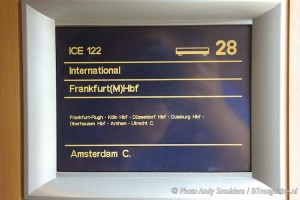 ICE 122 28
International
Frankfurt(M)Hbf
Frankfurt-Flugh - Köln Hbf - Düsseldorf Hbf - Duisburg Hbf -
Oberhausen Hbf - Arnhem - Utrecht C.
Amsterdam C.
© Photo Andy Smulders / BTmagazine.nl